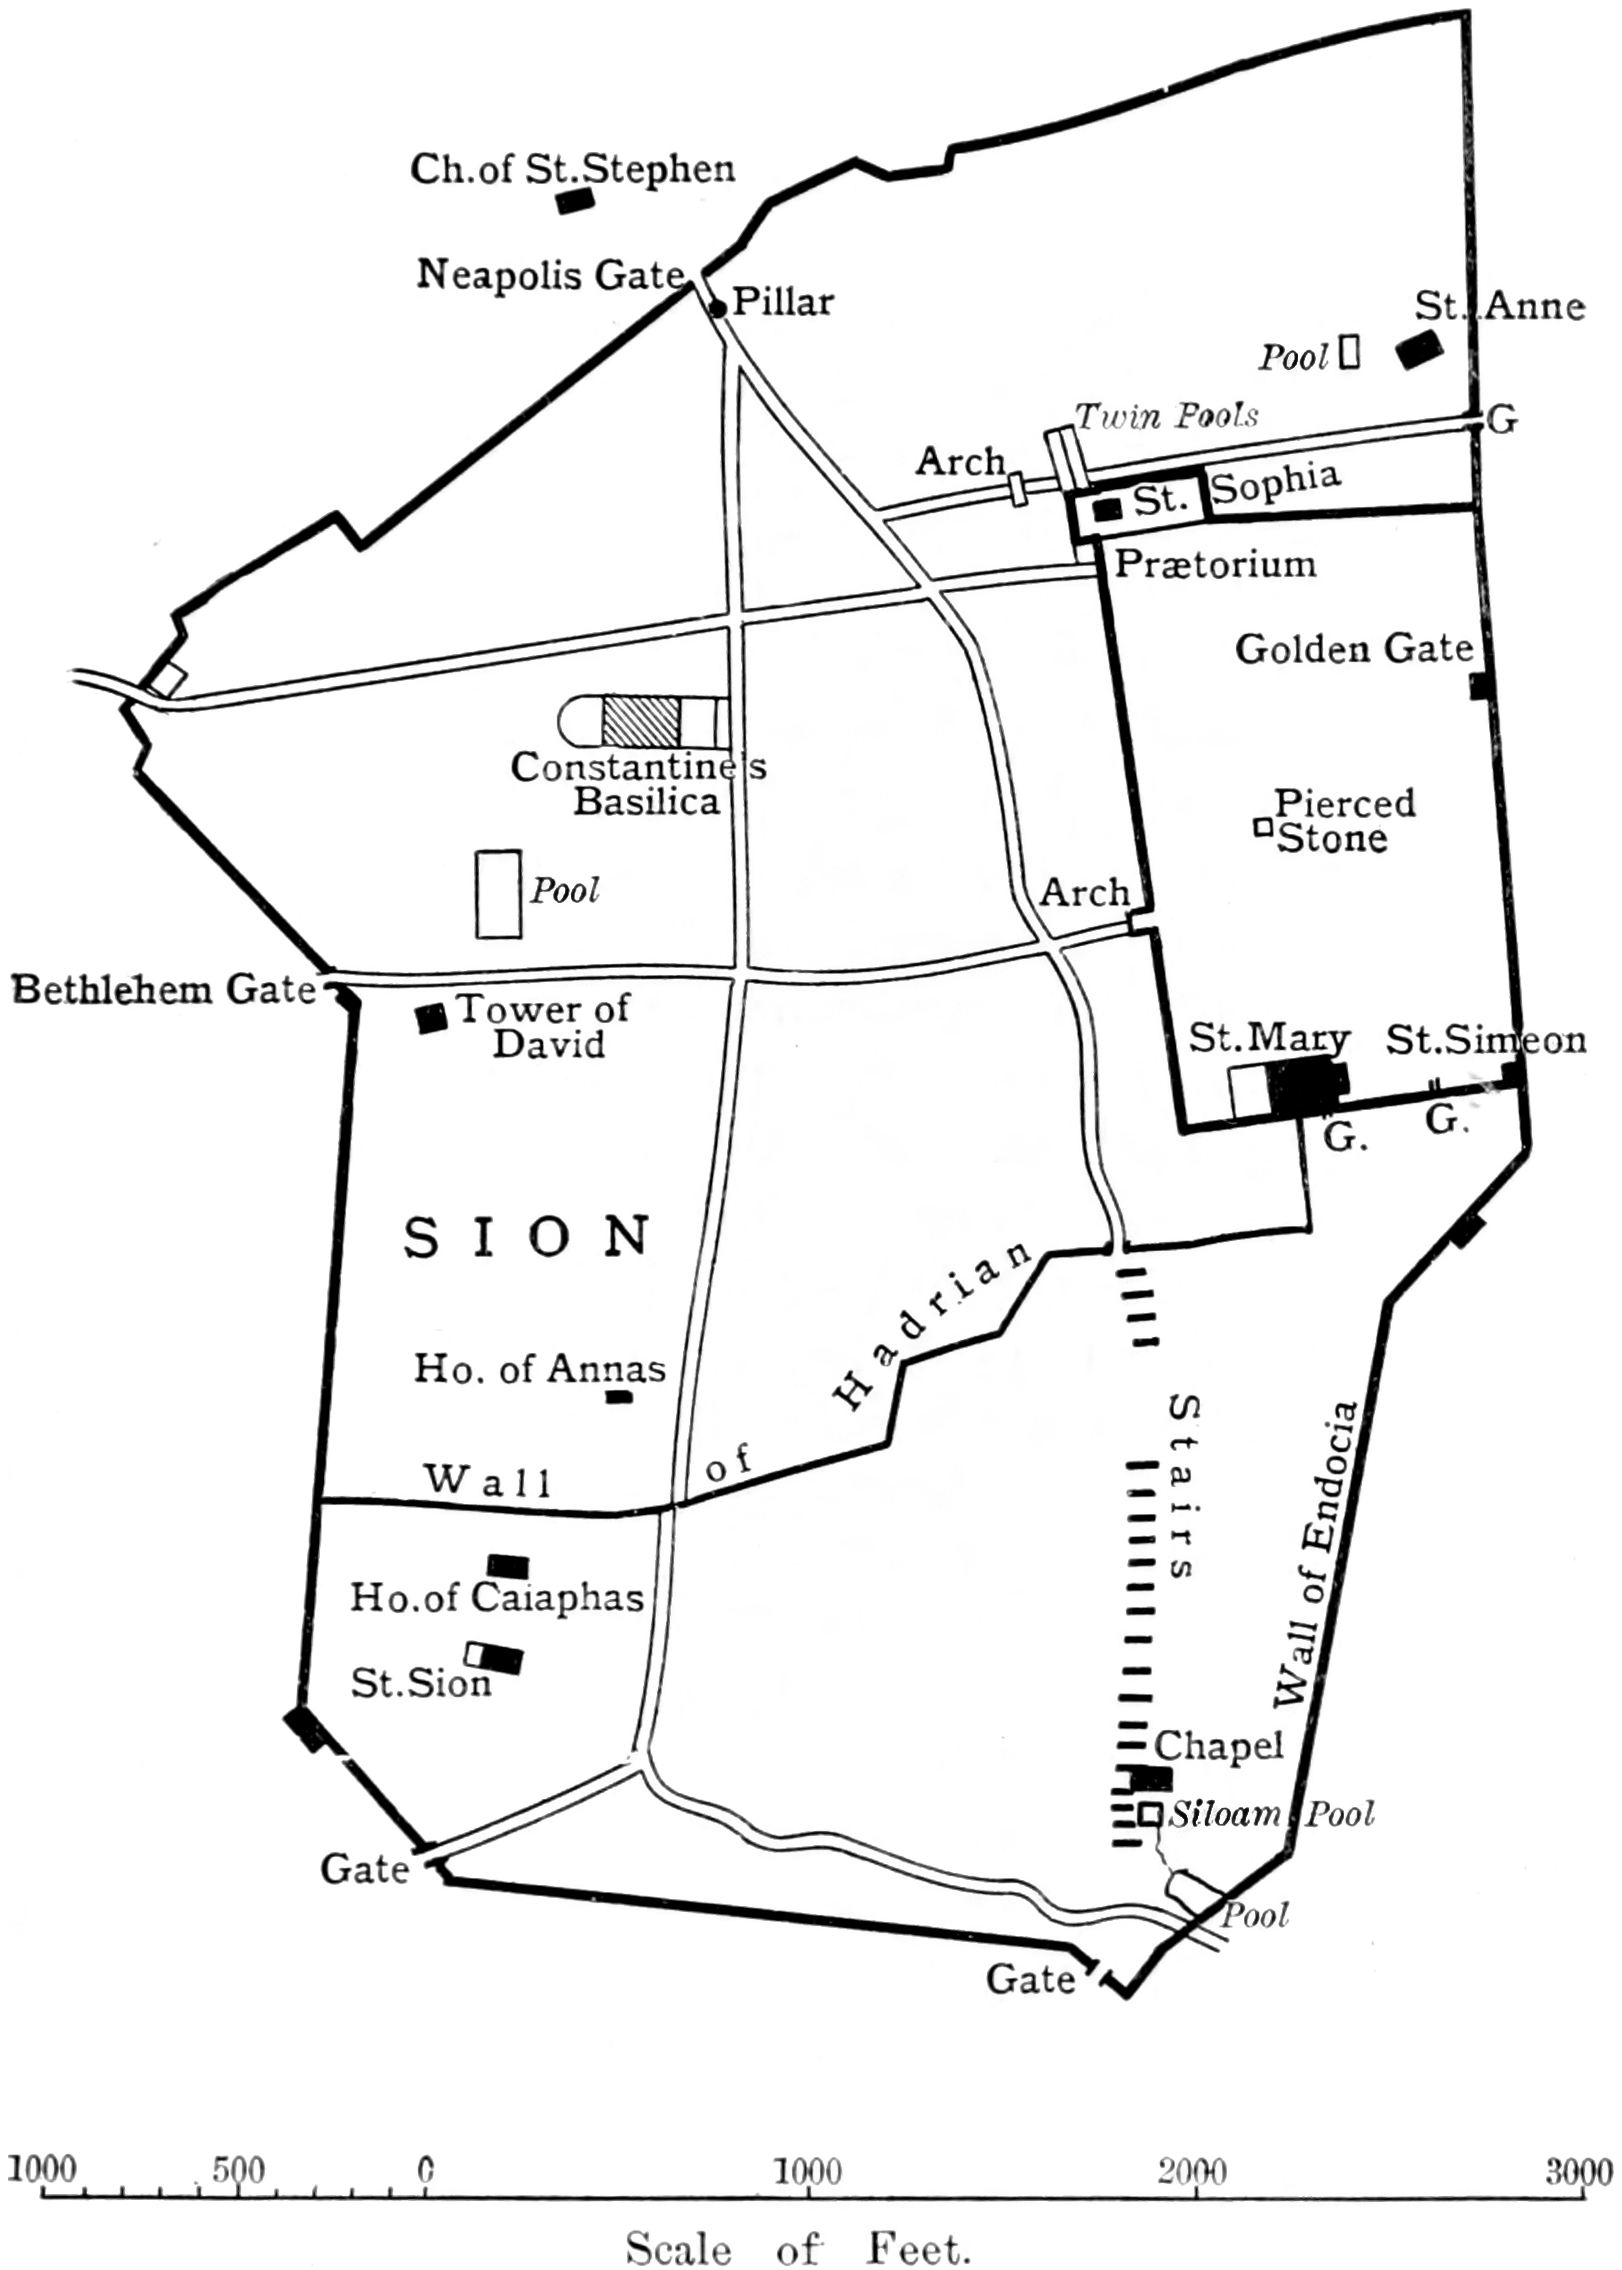 Ch.of St.Stephen
Neapolis Gate
Pillar
St. Anne
Pool
Twin Pools
G
Arch
St. Sophia
Prætorium
Golden Gate
Constantine's
Basilica
Pierced
Stone
Pool
Arch
Bethlehem Gate
Tower of
David
St.Mary
St.Simeon
G.
G.
SION
Ho. of Annas
Wall of Hadrian
Stairs
Wall of Endocia
Ho.of Caiaphas
St.Sion
Chapel
Siloam Pool
Gate
Pool
Gate
1000 500 0 1000 2000 3000
Scale of Feet.